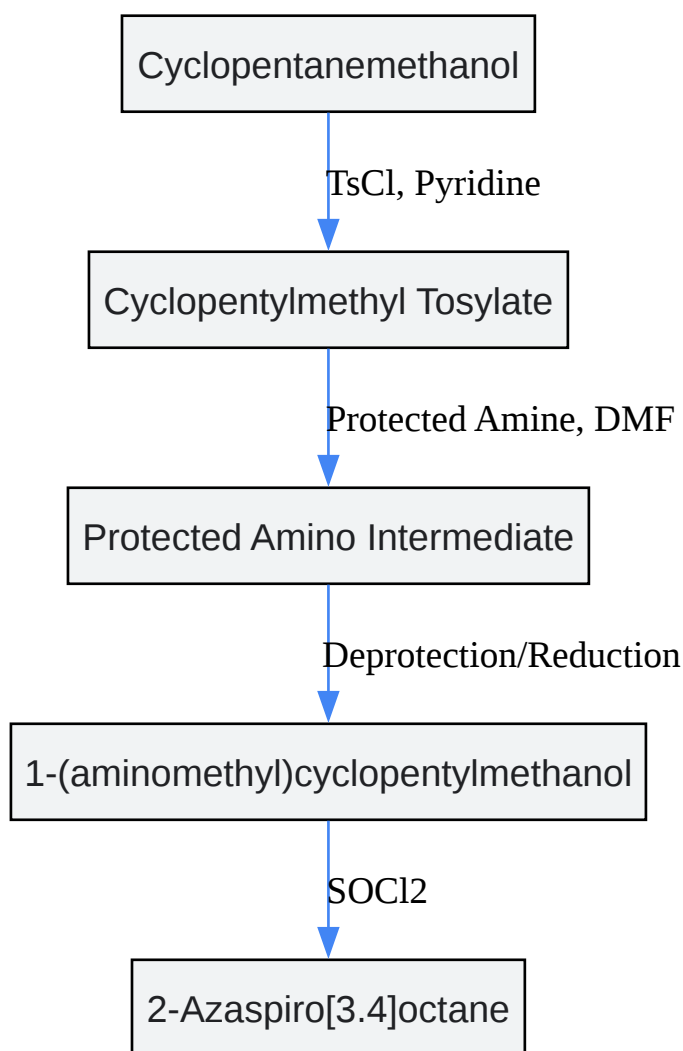 Cyclopentanemethanol
TsCl, Pyridine
Cyclopentylmethyl Tosylate
Protected Amine, DMF
Protected Amino Intermediate
Deprotection/Reduction
1-(aminomethyl)cyclopentylmethanol
SOCl2
2-Azaspiro[3.4]octane